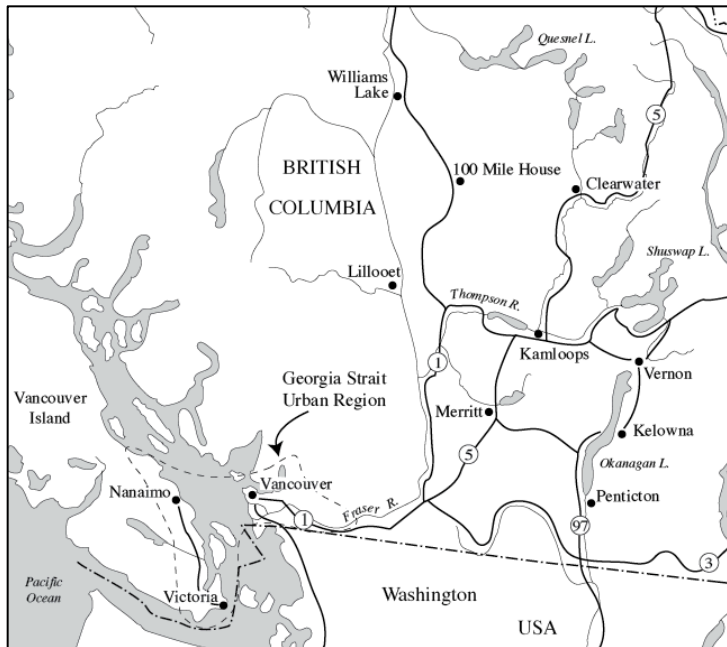 Quesnel L.
Williams
Lake
5
BRITISH
COLUMBIA
100 Mile House
Clearwater
Shuswap L.
Lillooet
Thompson R.
Kamloops
1
Vernon
Georgia Strait
Urban Region
Vancouver
Island
Merritt
Kelowna
5
Okanagan L.
Nanaimo
Vancouver
Penticton
Fraser R.
1
97
3
Pacific
Ocean
Victoria
Washington
USA